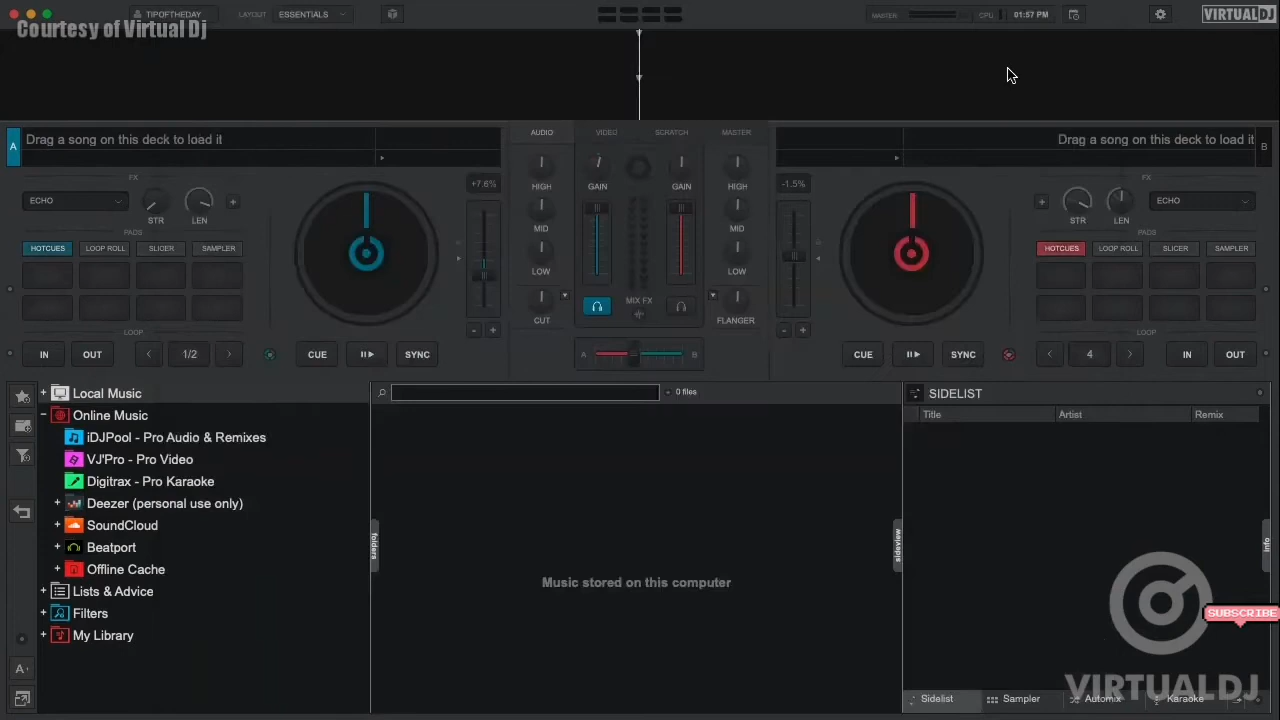 TIPOFTHEDAY LAYOUT ESSENTIALS MASTER CPU 01:57 PM VIRTUALDJ
Courtesy of Virtual Dj
A Drag a song on this deck to load it
AUDIO VIDEO SCRATCH MASTER
Drag a song on this deck to load it B
FX
ECHO STR LEN +
PADS
HOTCUES LOOP ROLL SLICER SAMPLER
LOOP
IN OUT < 1/2 > CUE SYNC
+7.6%
- +
HIGH GAIN GAIN HIGH
MID MID
LOW LOW
CUT MIX FX FLANGER
A B
-1.5%
- +
FX
+ STR LEN ECHO
PADS
HOTCUES LOOP ROLL SLICER SAMPLER
LOOP
CUE SYNC < 4 > IN OUT
+ Local Music
- Online Music
iDJPool - Pro Audio & Remixes
VJ'Pro - Pro Video
Digitrax - Pro Karaoke
+ Deezer (personal use only)
+ SoundCloud
+ Beatport
+ Offline Cache
+ Lists & Advice
+ Filters
+ My Library
A
folders
0 files
Music stored on this computer
sideview
SIDELIST
Title Artist Remix
info
SUBSCRIBE
VIRTUALDJ
Sidelist Sampler Automix Karaoke